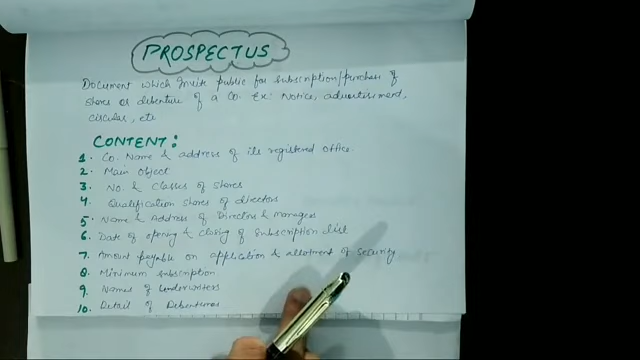 PROSPECTUS
Document which Invite public for subscription/purchase of
shares or debenture of a Co. Ex: Notice, advertisement,
circular, etc
CONTENT:
1. Co. Name & address of its registered office.
2. Main Object
3. No. & Classes of shares
4. Qualification shares of directors
5. Name & Address of Directors & Managers
6. Date of opening & closing of Subscription list
7. Amount payable on application & allotment of security
8. Minimum subscription
9. Names of Underwriters
10. Detail of Debentures